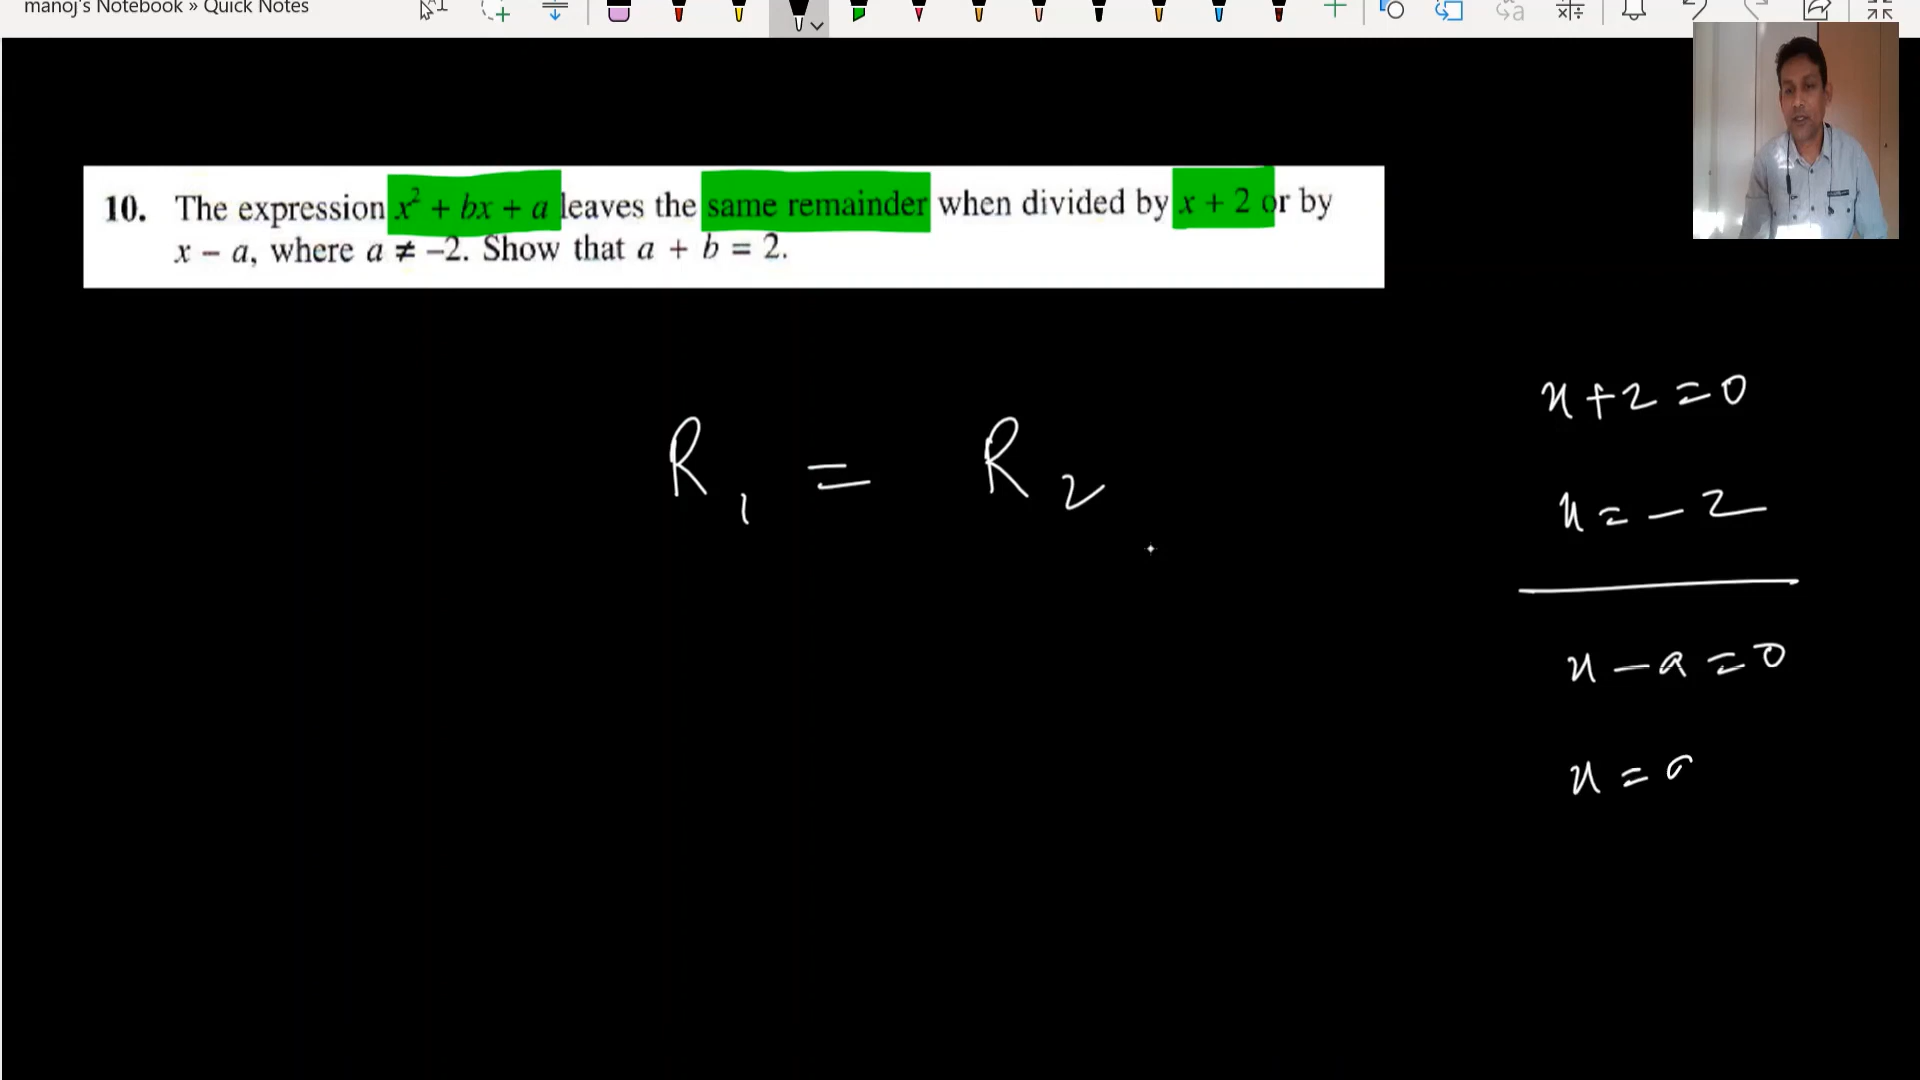 manoj's Notebook » Quick Notes
10. The expression x² + bx + a leaves the same remainder when divided by x + 2 or by
x − a, where a ≠ −2. Show that a + b = 2.
x+2=0
R₁ = R₂
x=-2
x-a=0
x=a